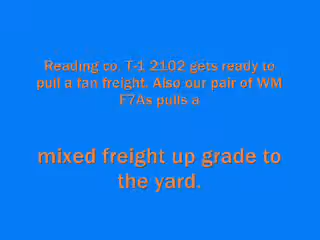 Reading co. T-1 2102 gets ready to
pull a fan freight. Also our pair of WM
F7As pulls a
mixed freight up grade to
the yard.